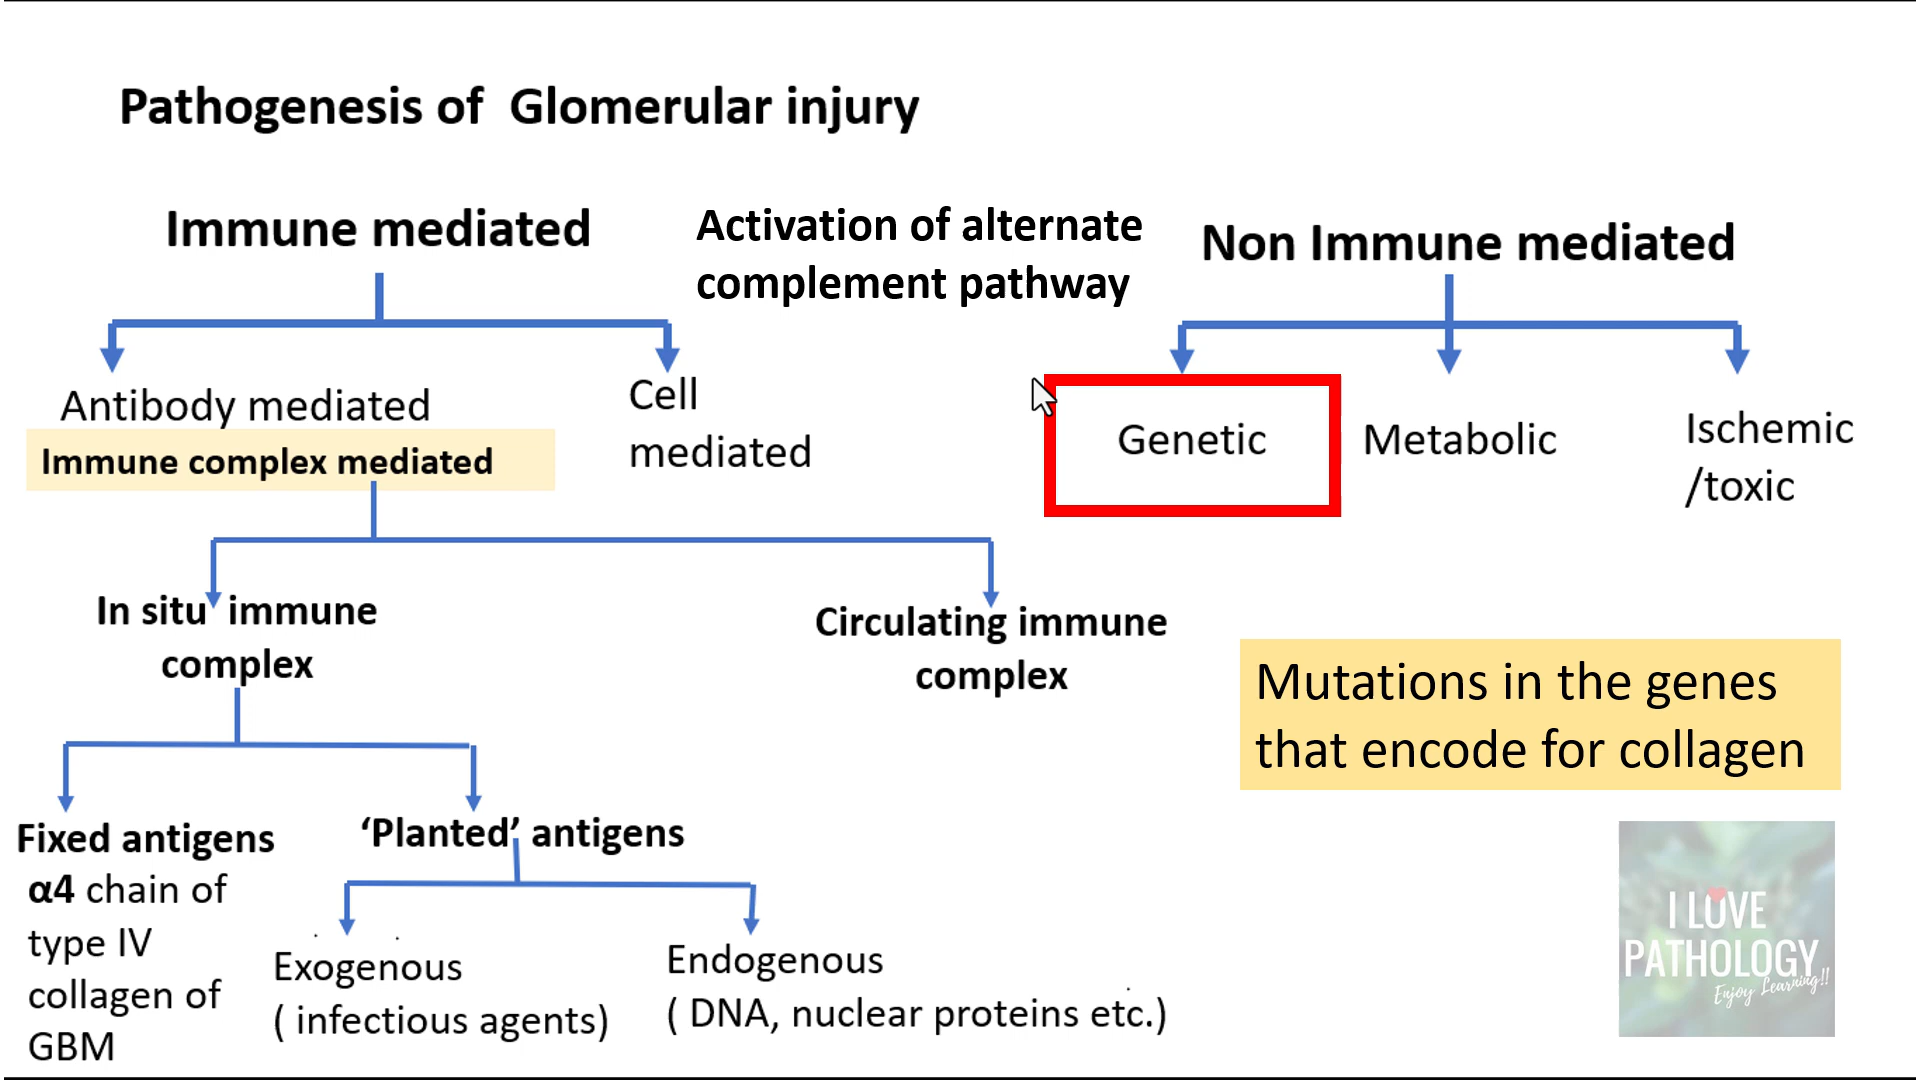 Pathogenesis of Glomerular injury
Immune mediated
Activation of alternate
complement pathway
Non Immune mediated
Antibody mediated
Immune complex mediated
Cell
mediated
Genetic
Metabolic
Ischemic
/toxic
In situ immune
complex
Circulating immune
complex
Mutations in the genes
that encode for collagen
Fixed antigens
α4 chain of
type IV
collagen of
GBM
‘Planted’ antigens
Exogenous
( infectious agents)
Endogenous
( DNA, nuclear proteins etc.)
I LOVE
PATHOLOGY
Enjoy Learning!!